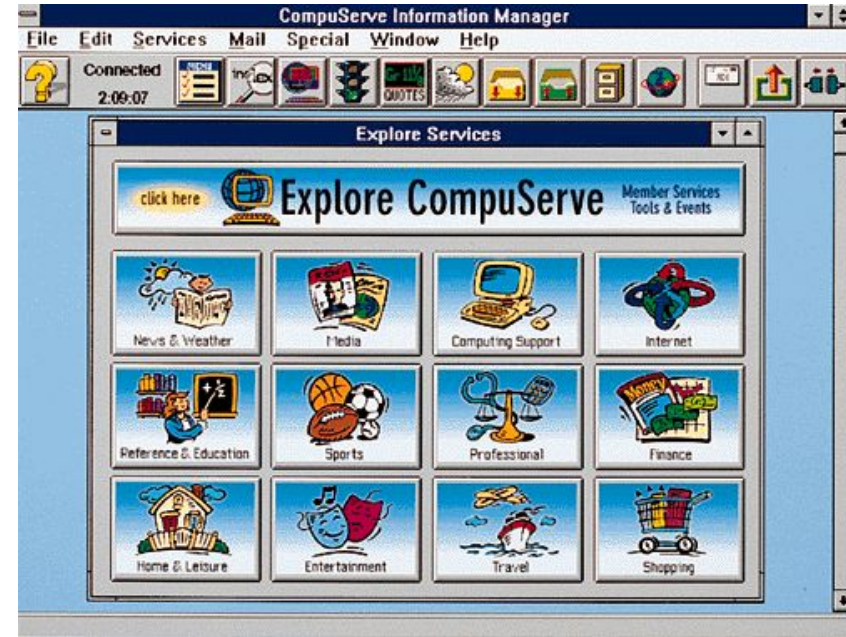 CompuServe Information Manager
File Edit Services Mail Special Window Help
Connected
2:09:07
MENU
QUOTES
Explore Services
click here
Explore CompuServe
Member Services
Tools & Events
News & Weather
Media
Computing Support
Internet
Reference & Education
Sports
Professional
Money
Finance
Home & Leisure
Entertainment
Travel
Shopping